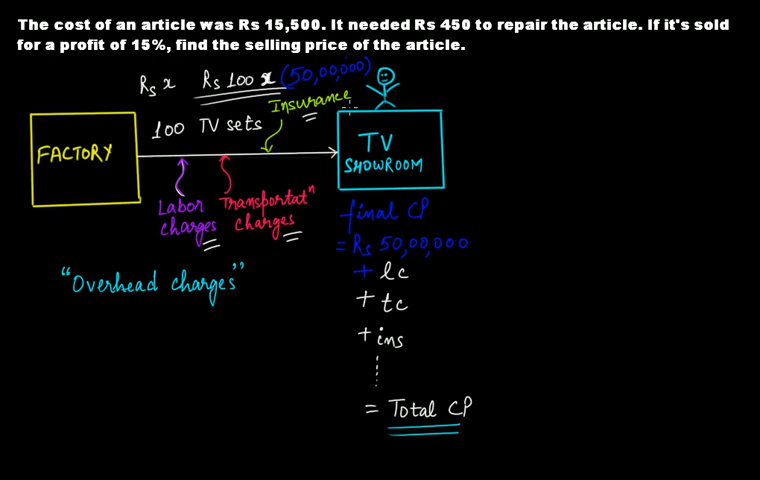 The cost of an article was Rs 15,500. It needed Rs 450 to repair the article. If it's sold
for a profit of 15%, find the selling price of the article.
Rs x Rs 100 x (50,00,000)
Insurance
100 TV sets
FACTORY
TV
SHOWROOM
Labor
charges
Transportatn
charges
final CP
= Rs 50,00,000
+ lc
"Overhead charges"
+ tc
+ ins
= Total CP